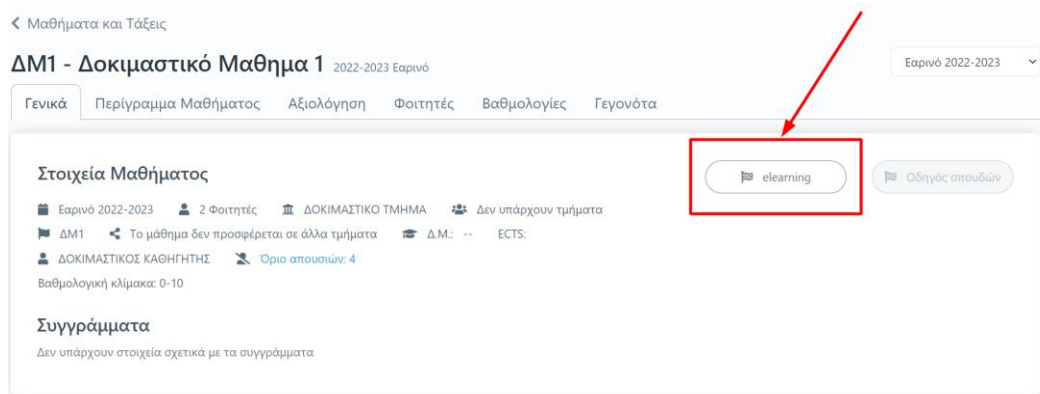 Μαθήματα και Τάξεις
ΔΜ1 - Δοκιμαστικό Μαθημα 1 2022-2023 Εαρινό
Εαρινό 2022-2023
Γενικά Περίγραμμα Μαθήματος Αξιολόγηση Φοιτητές Βαθμολογίες Γεγονότα
Στοιχεία Μαθήματος
elearning
Οδηγός σπουδών
Εαρινό 2022-2023 2 Φοιτητές ΔΟΚΙΜΑΣΤΙΚΟ ΤΜΗΜΑ Δεν υπάρχουν τμήματα
ΔΜ1 Το μάθημα δεν προσφέρεται σε άλλα τμήματα Δ.Μ.: -- ECTS:
ΔΟΚΙΜΑΣΤΙΚΟΣ ΚΑΘΗΓΗΤΗΣ Όριο απουσιών: 4
Βαθμολογική κλίμακα: 0-10
Συγγράμματα
Δεν υπάρχουν στοιχεία σχετικά με τα συγγράμματα